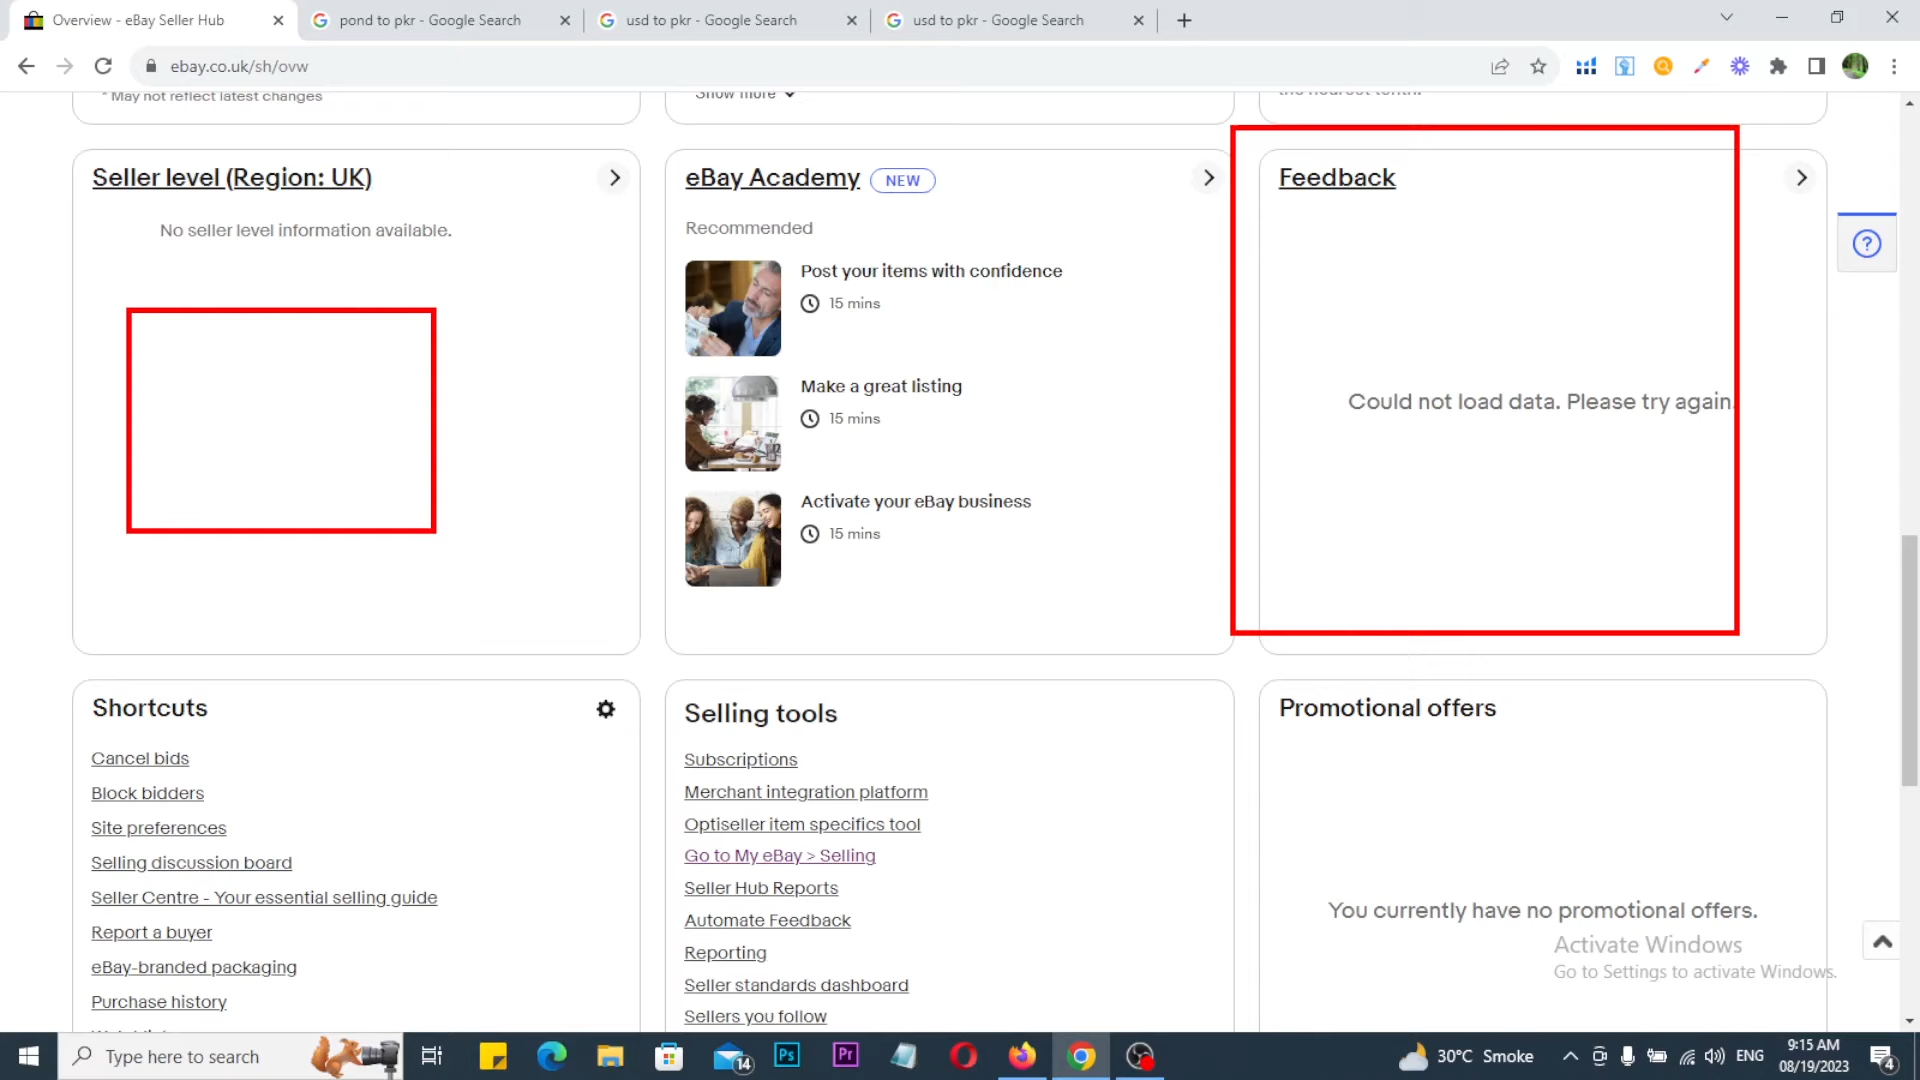 Overview - eBay Seller Hub
pond to pkr - Google Search
usd to pkr - Google Search
usd to pkr - Google Search
ebay.co.uk/sh/ovw
* May not reflect latest changes
Show more
the nearest tenth.
Seller level (Region: UK)
No seller level information available.
eBay Academy NEW
Recommended
Post your items with confidence
15 mins
Make a great listing
15 mins
Activate your eBay business
15 mins
Feedback
Could not load data. Please try again.
Shortcuts
Cancel bids
Block bidders
Site preferences
Selling discussion board
Seller Centre - Your essential selling guide
Report a buyer
eBay-branded packaging
Purchase history
Selling tools
Subscriptions
Merchant integration platform
Optiseller item specifics tool
Go to My eBay > Selling
Seller Hub Reports
Automate Feedback
Reporting
Seller standards dashboard
Sellers you follow
Promotional offers
You currently have no promotional offers.
Activate Windows
Go to Settings to activate Windows.
Type here to search
14
Ps
Pr
30°C Smoke
ENG
9:15 AM
08/19/2023
4